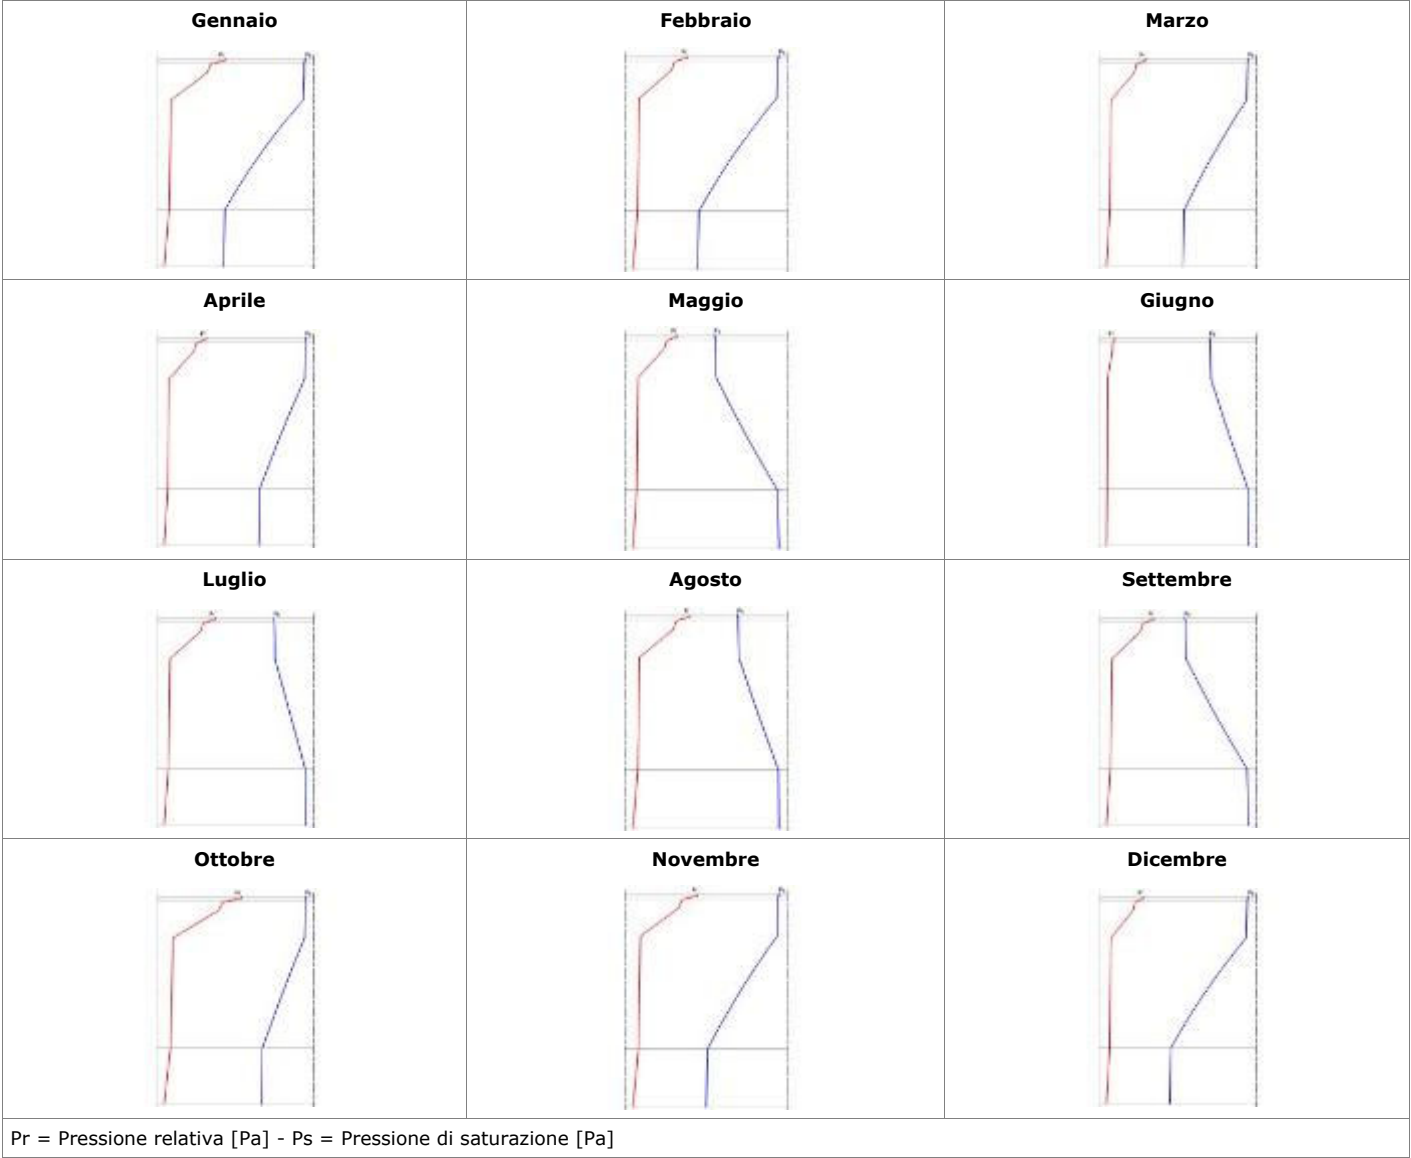 Gennaio
Febbraio
Marzo
Aprile
Maggio
Giugno
Luglio
Agosto
Settembre
Ottobre
Novembre
Dicembre
Pr = Pressione relativa [Pa] - Ps = Pressione di saturazione [Pa]